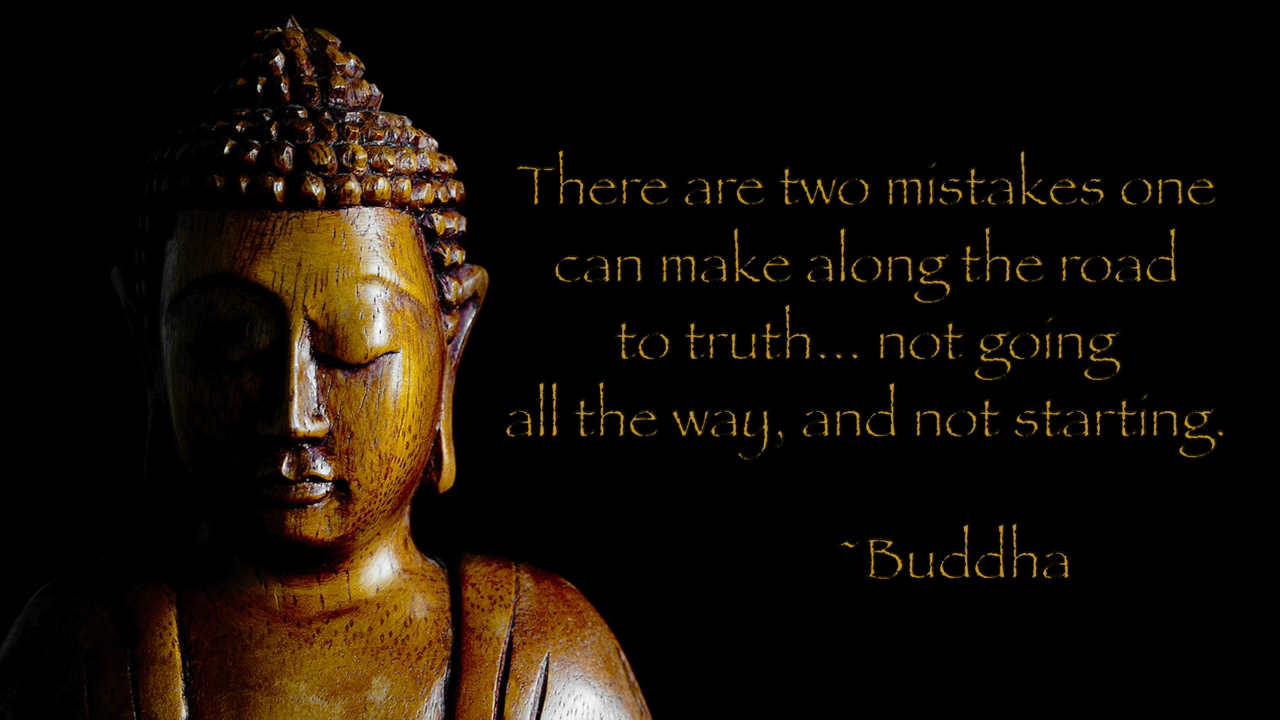 There are two mistakes one
can make along the road
to truth... not going
all the way, and not starting.
~Buddha